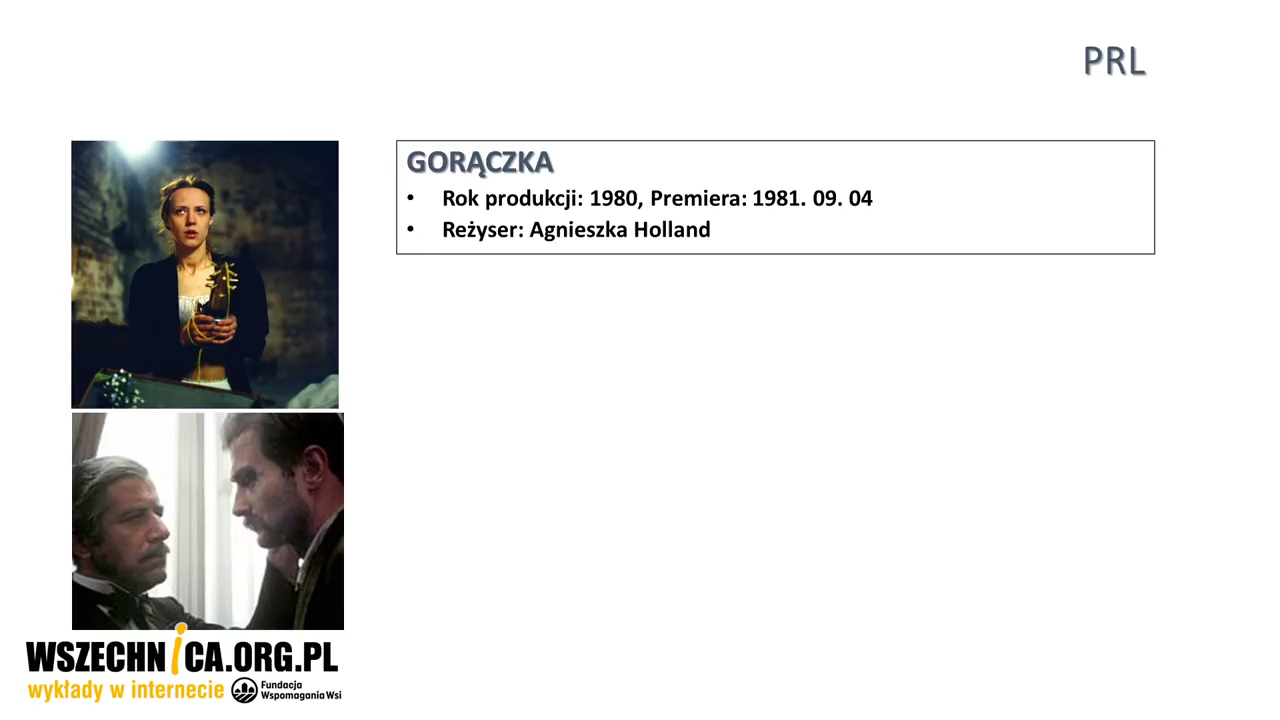 PRL
GORĄCZKA
• Rok produkcji: 1980, Premiera: 1981. 09. 04
• Reżyser: Agnieszka Holland
WSZECHNiCA.ORG.PL
wykłady w internecie
Fundacja
Wspomagania Wsi